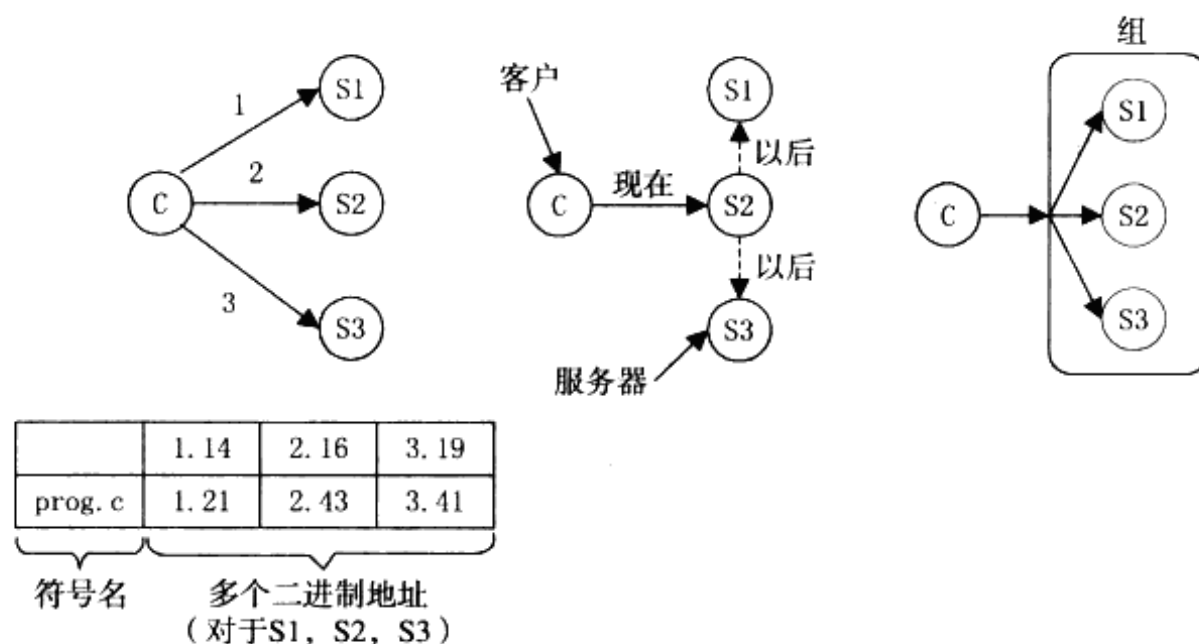 组
客户
S1
S1
S1
1
以后
2
现在
C
S2
C
S2
C
S2
以后
3
S3
S3
S3
服务器
1.14 2.16 3.19
prog.c 1.21 2.43 3.41
符号名 多个二进制地址
(对于S1, S2, S3)